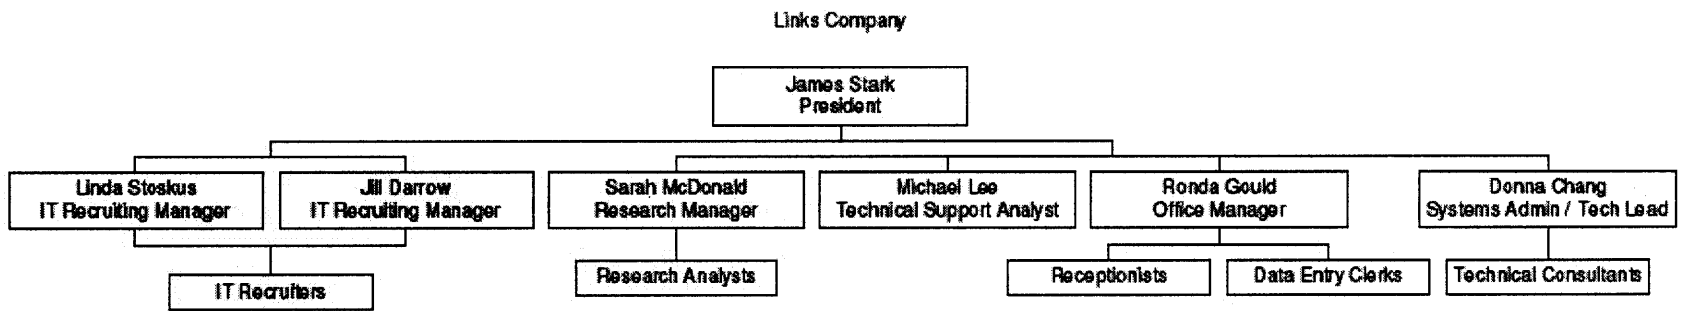 Links Company
James Stark
President
Linda Stoskus
IT Recruiting Manager
Jill Darrow
IT Recruiting Manager
Sarah McDonald
Research Manager
Michael Lee
Technical Support Analyst
Ronda Gould
Office Manager
Donna Chang
Systems Admin / Tech Lead
IT Recruiters
Research Analysts
Receptionists
Data Entry Clerks
Technical Consultants